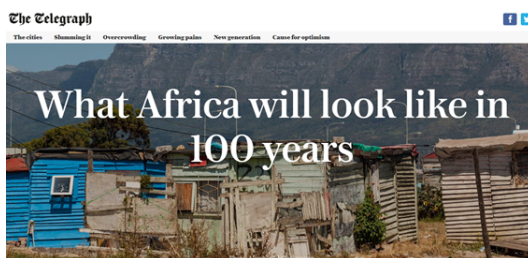 The Telegraph
The cities Slumming it Overcrowding Growing pains New generation Cause for optimism
What Africa will look like in
100 years